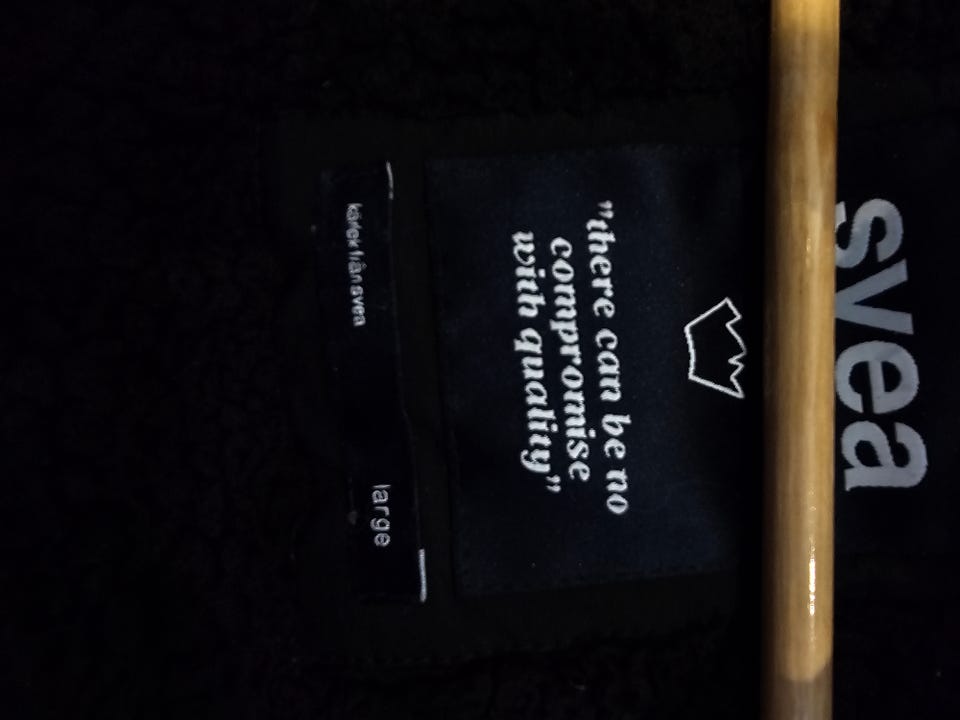 svea
"there can be no
compromise
with quality"
kärlek från svea
large